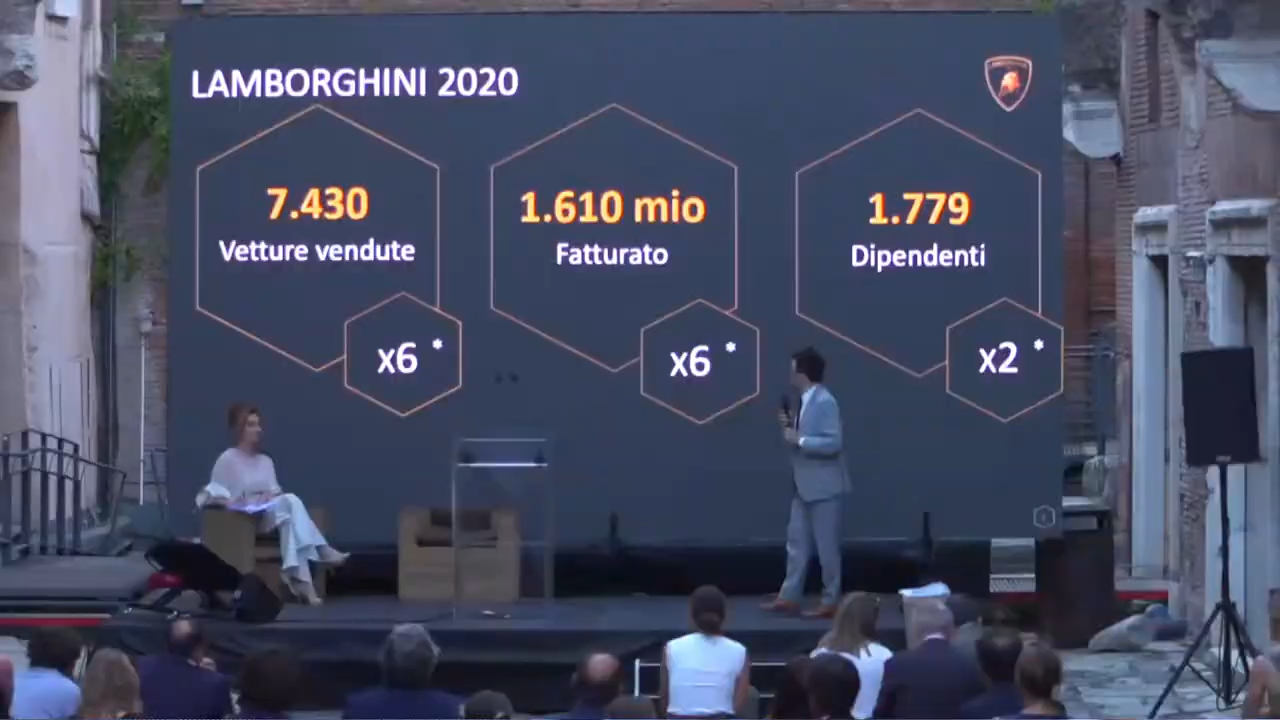 LAMBORGHINI 2020
7.430
Vetture vendute
x6 *
1.610 mio
Fatturato
x6 *
1.779
Dipendenti
x2 *